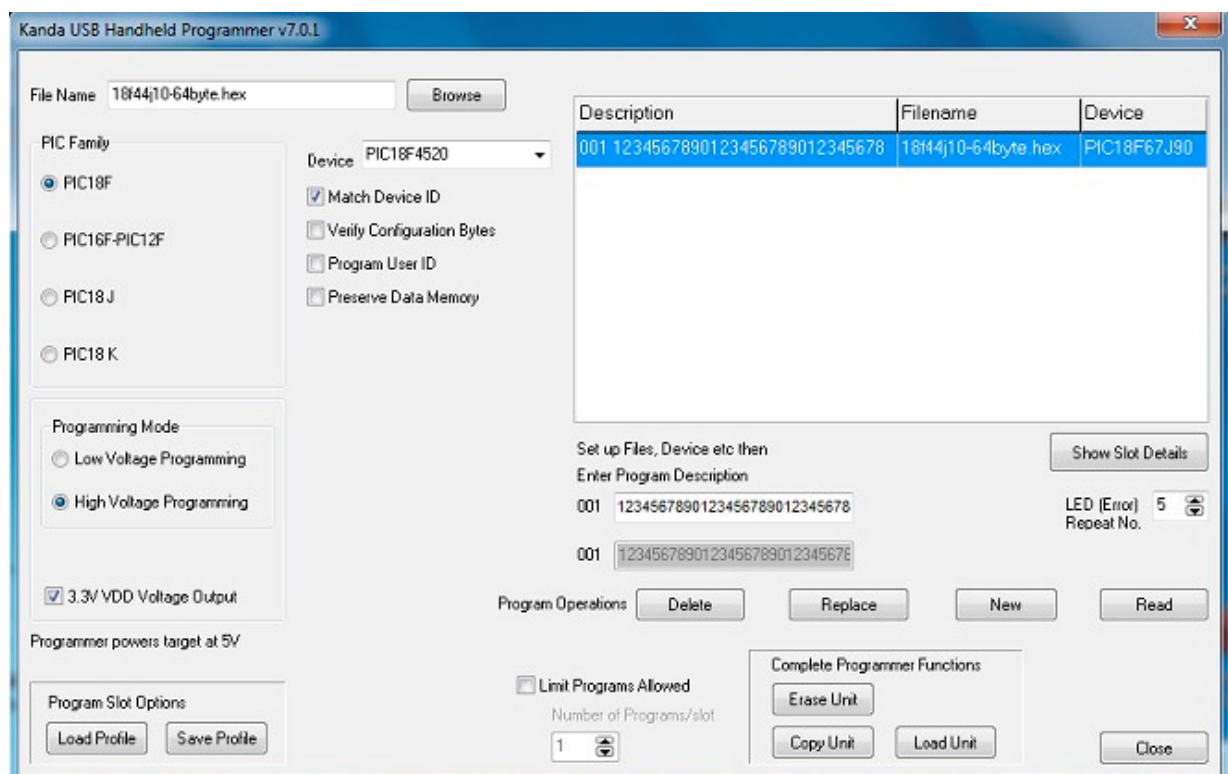 Kanda USB Handheld Programmer v7.0.1
File Name 18f44j10-64byte.hex Browse
PIC Family
PIC18F
PIC16F-PIC12F
PIC18 J
PIC18 K
Device PIC18F4520
Match Device ID
Verify Configuration Bytes
Program User ID
Preserve Data Memory
Description Filename Device
001 1234567890123456789012345678 18f44j10-64byte.hex PIC18F67J90
Programming Mode
Low Voltage Programming
High Voltage Programming
3.3V VDD Voltage Output
Programmer powers target at 5V
Program Slot Options
Load Profile Save Profile
Set up Files, Device etc then
Enter Program Description
Show Slot Details
001 1234567890123456789012345678
LED (Error) 5
Repeat No.
001 1234567890123456789012345678
Program Operations Delete Replace New Read
Limit Programs Allowed
Number of Programs/slot
1
Complete Programmer Functions
Erase Unit
Copy Unit Load Unit
Close